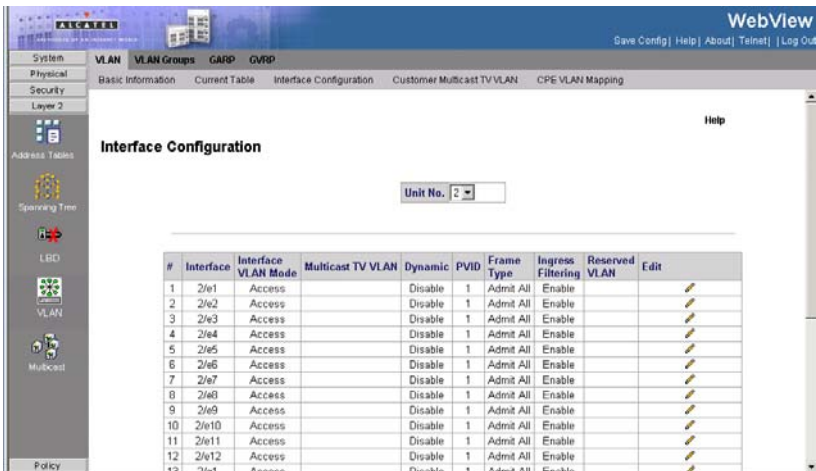 ALCATEL
WebView
Save Config| Help| About| Telnet| |Log Out
System
Physical
Security
Layer 2
Address Tables
Spanning Tree
LBD
VLAN
Multicast
Policy
VLAN VLAN Groups GARP GVRP
Basic Information Current Table Interface Configuration Customer Multicast TV VLAN CPE VLAN Mapping
Help
Interface Configuration
Unit No. 2
# Interface Interface VLAN Mode Multicast TV VLAN Dynamic PVID Frame Type Ingress Filtering Reserved VLAN Edit
1 2/e1 Access Disable 1 Admit All Enable
2 2/e2 Access Disable 1 Admit All Enable
3 2/e3 Access Disable 1 Admit All Enable
4 2/e4 Access Disable 1 Admit All Enable
5 2/e5 Access Disable 1 Admit All Enable
6 2/e6 Access Disable 1 Admit All Enable
7 2/e7 Access Disable 1 Admit All Enable
8 2/e8 Access Disable 1 Admit All Enable
9 2/e9 Access Disable 1 Admit All Enable
10 2/e10 Access Disable 1 Admit All Enable
11 2/e11 Access Disable 1 Admit All Enable
12 2/e12 Access Disable 1 Admit All Enable